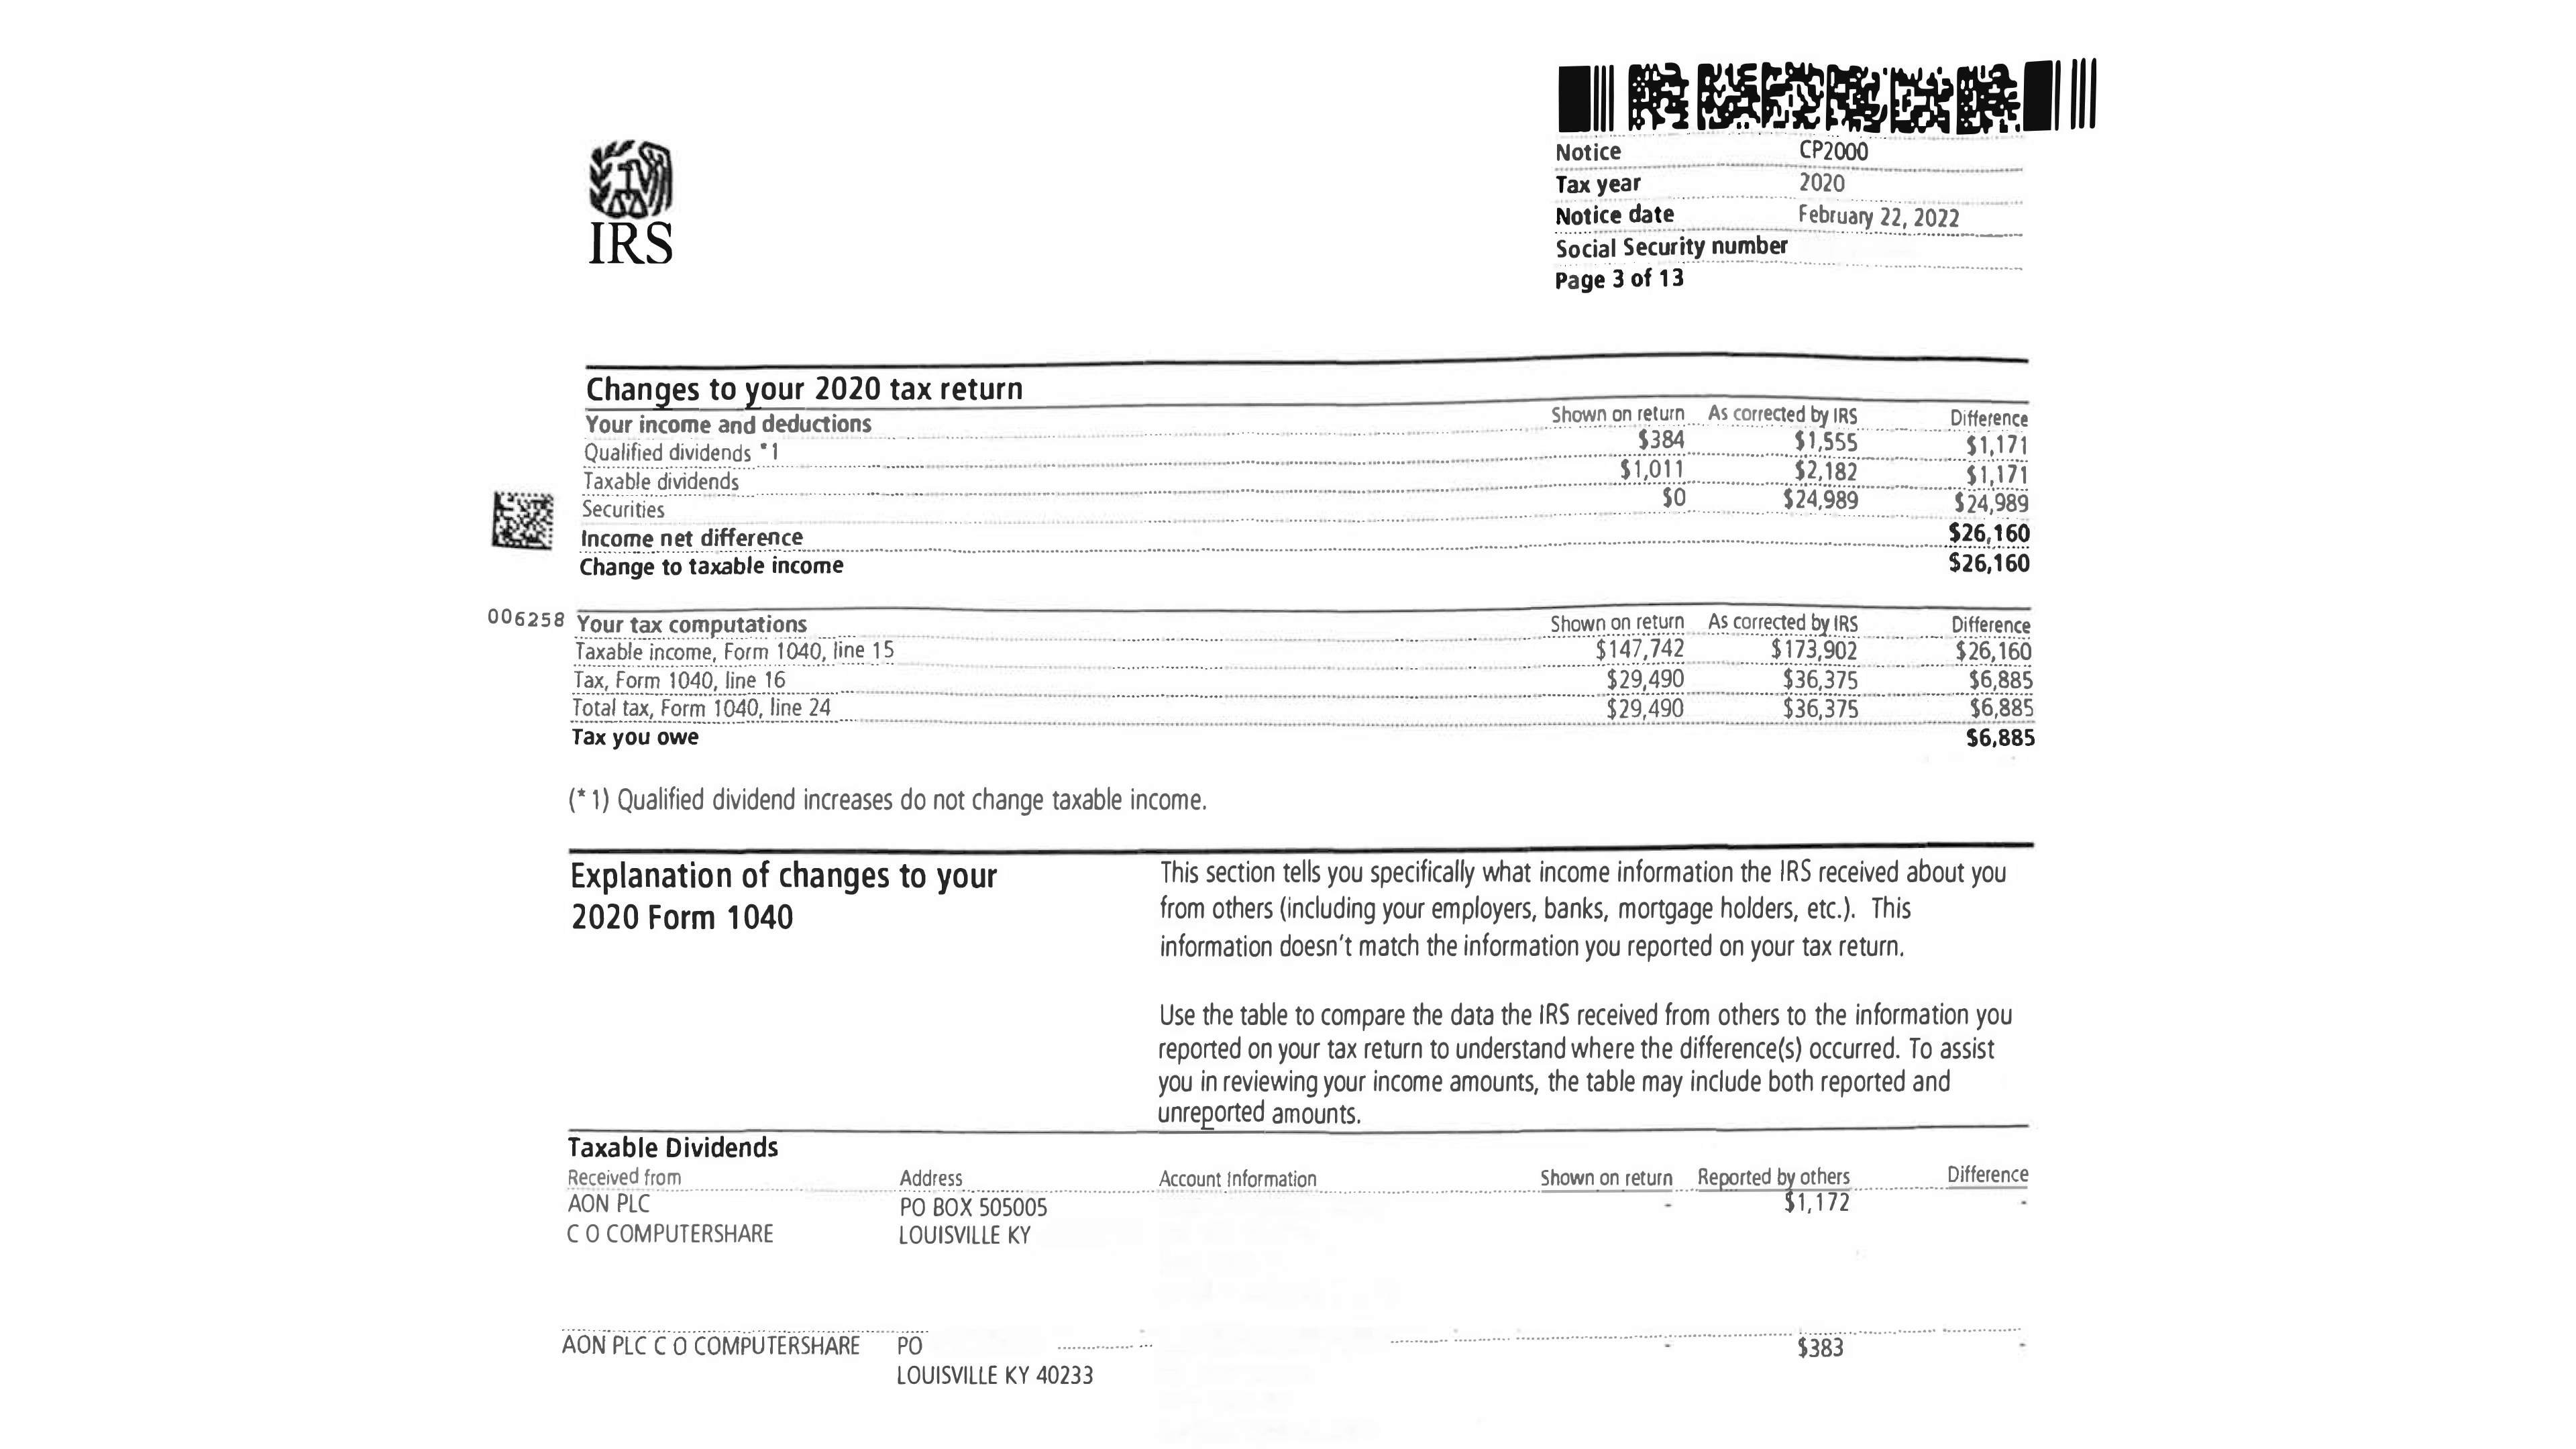 IRS
Notice CP2000
Tax year 2020
Notice date February 22, 2022
Social Security number
Page 3 of 13
Changes to your 2020 tax return
Your income and deductions Shown on return As corrected by IRS Difference
Qualified dividends *1 $384 $1,555 $1,171
Taxable dividends $1,011 $2,182 $1,171
Securities $0 $24,989 $24,989
Income net difference $26,160
Change to taxable income $26,160
006258 Your tax computations Shown on return As corrected by IRS Difference
Taxable income, Form 1040, line 15 $147,742 $173,902 $26,160
Tax, Form 1040, line 16 $29,490 $36,375 $6,885
Total tax, Form 1040, line 24 $29,490 $36,375 $6,885
Tax you owe $6,885
(* 1) Qualified dividend increases do not change taxable income.
Explanation of changes to your
2020 Form 1040
This section tells you specifically what income information the IRS received about you
from others (including your employers, banks, mortgage holders, etc.). This
information doesn't match the information you reported on your tax return.
Use the table to compare the data the IRS received from others to the information you
reported on your tax return to understand where the difference(s) occurred. To assist
you in reviewing your income amounts, the table may include both reported and
unreported amounts.
Taxable Dividends
Received from Address Account Information Shown on return Reported by others Difference
AON PLC PO BOX 505005 - $1,172 -
C O COMPUTERSHARE LOUISVILLE KY
AON PLC C O COMPUTERSHARE PO - $383 -
LOUISVILLE KY 40233